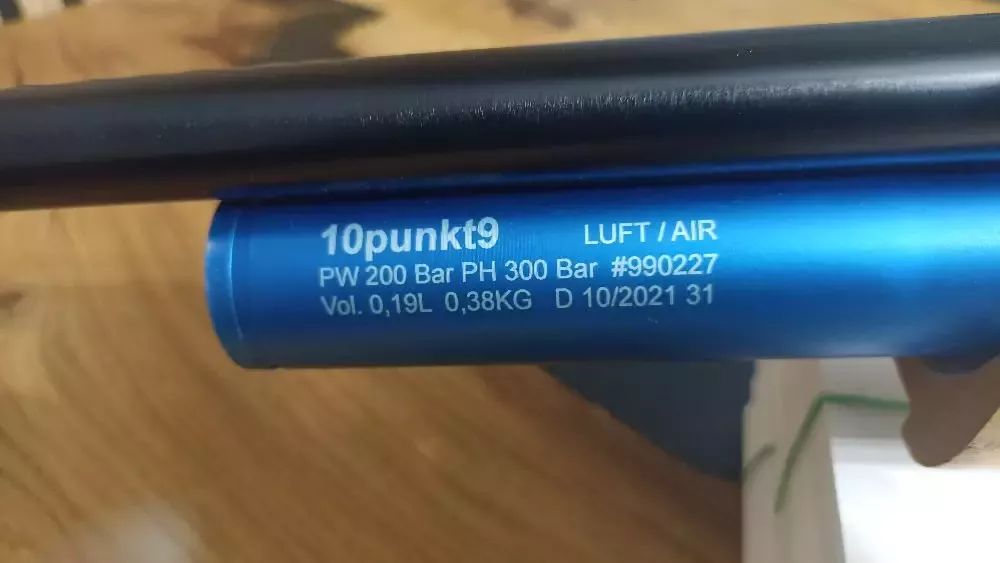 10punkt9 LUFT / AIR
PW 200 Bar PH 300 Bar #990227
Vol. 0,19L 0,38KG D 10/2021 31